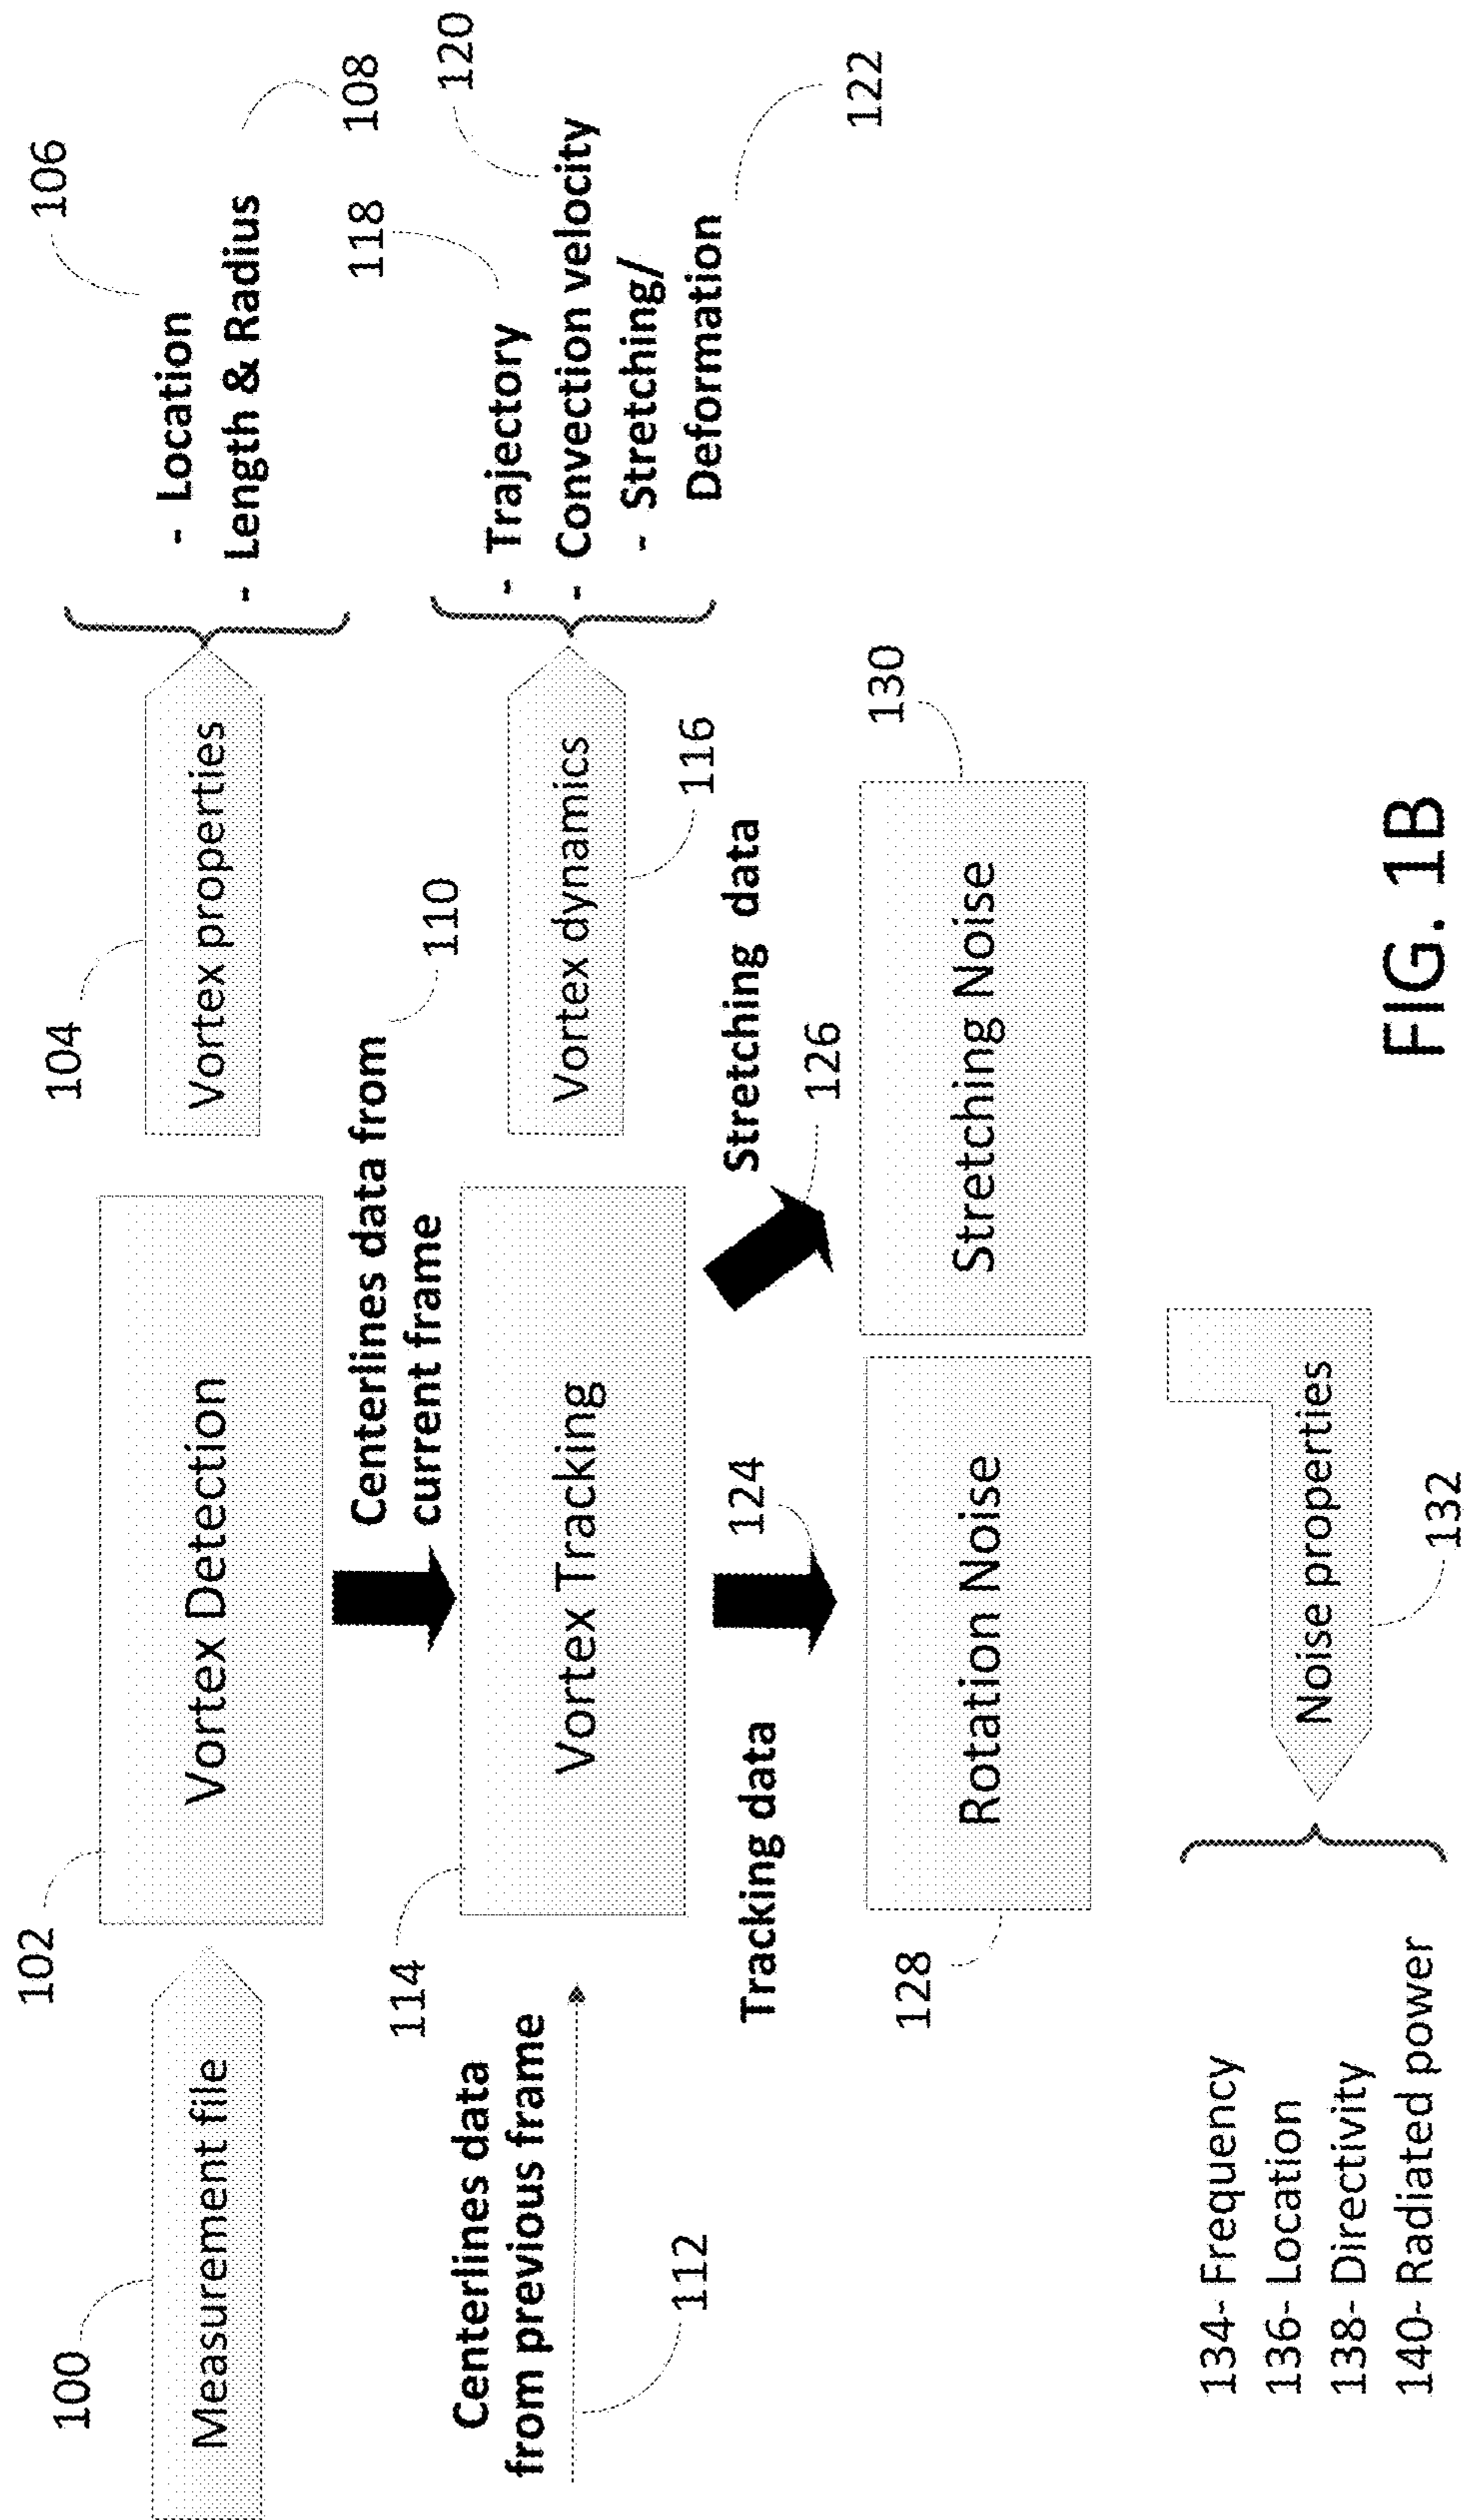 100
Measurement file
102
Vortex Detection
104
Vortex properties
106
- Location
- Length & Radius
108
Centerlines data from
current frame
110
Centerlines data
from previous frame
112
114
Vortex Tracking
Vortex dynamics
116
118
- Trajectory
120
- Convection velocity
- Stretching/
Deformation
122
Tracking data
124
Stretching data
126
128
Rotation Noise
Stretching Noise
130
Noise properties
132
134- Frequency
136- Location
138- Directivity
140- Radiated power
FIG. 1B